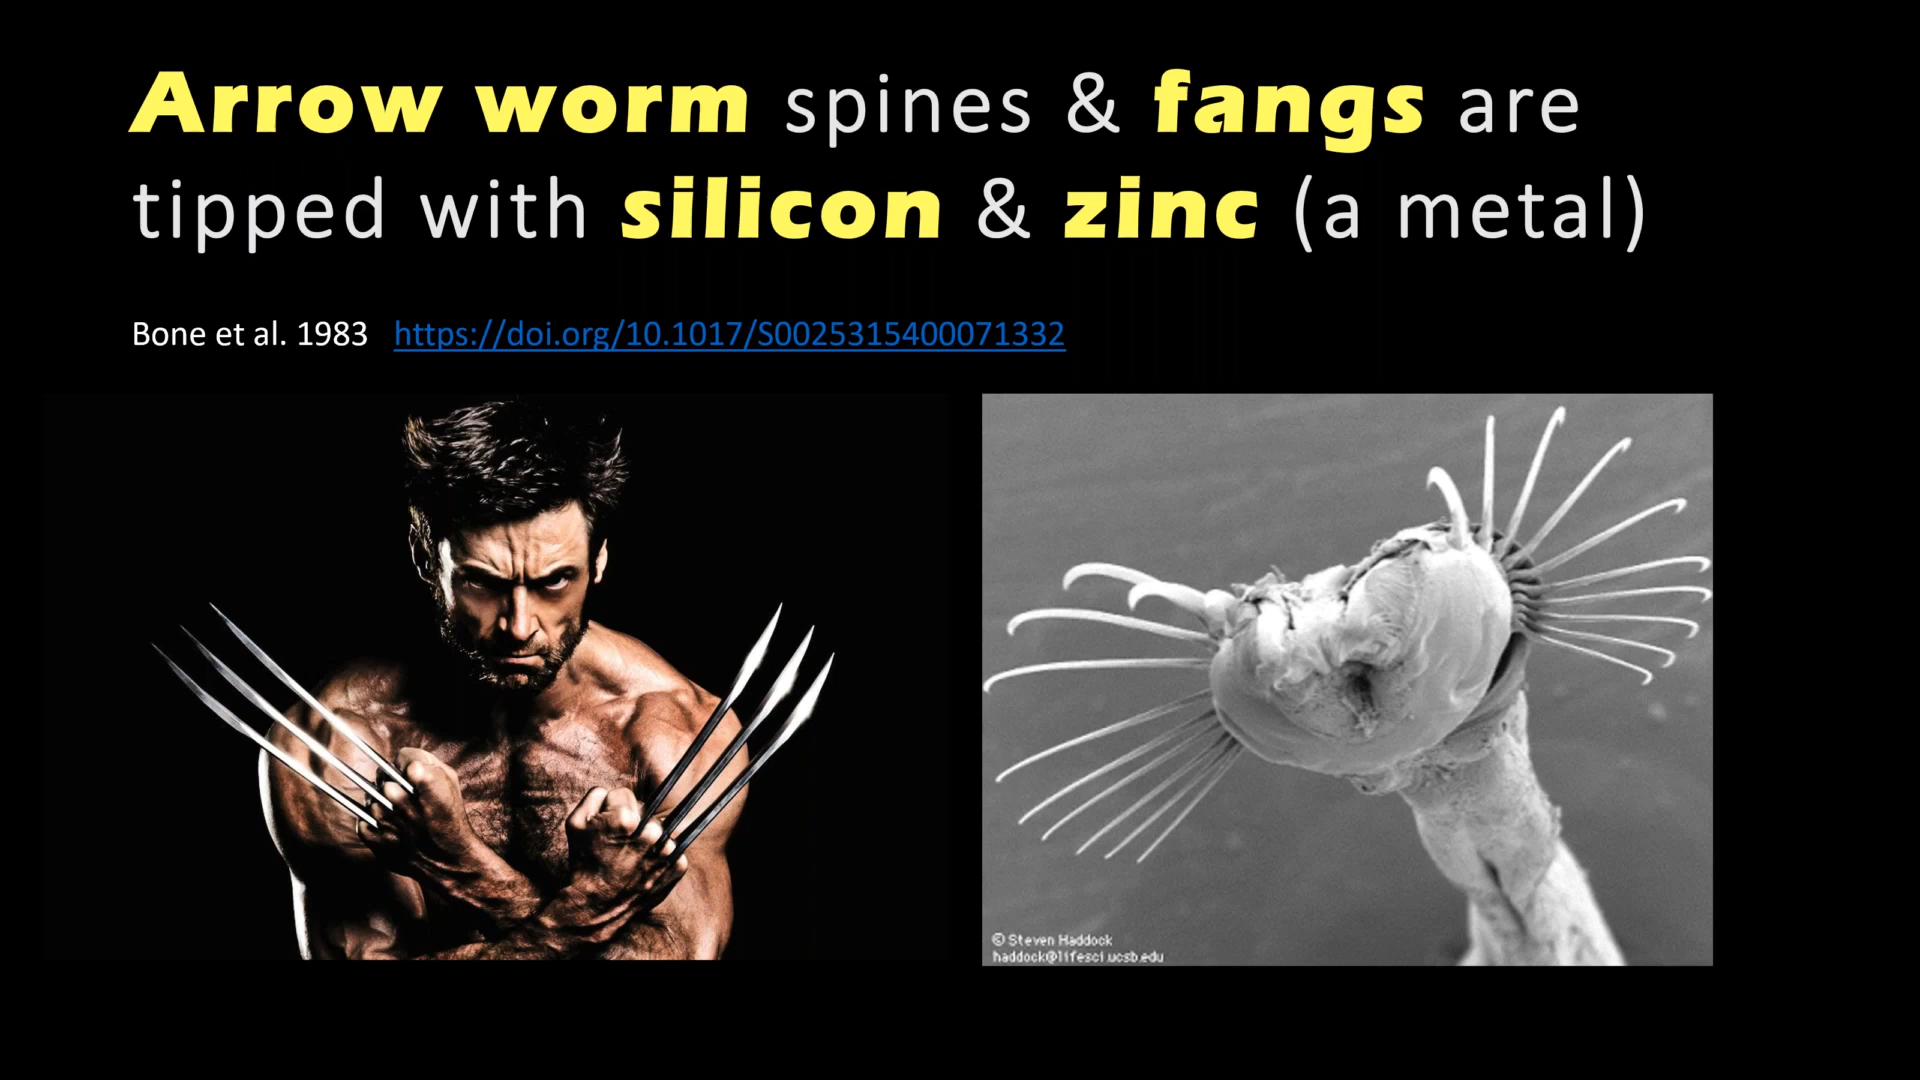 Arrow worm spines & fangs are
tipped with silicon & zinc (a metal)
Bone et al. 1983 https://doi.org/10.1017/S0025315400071332
© Steven Haddock
haddock@lifesci.ucsb.edu